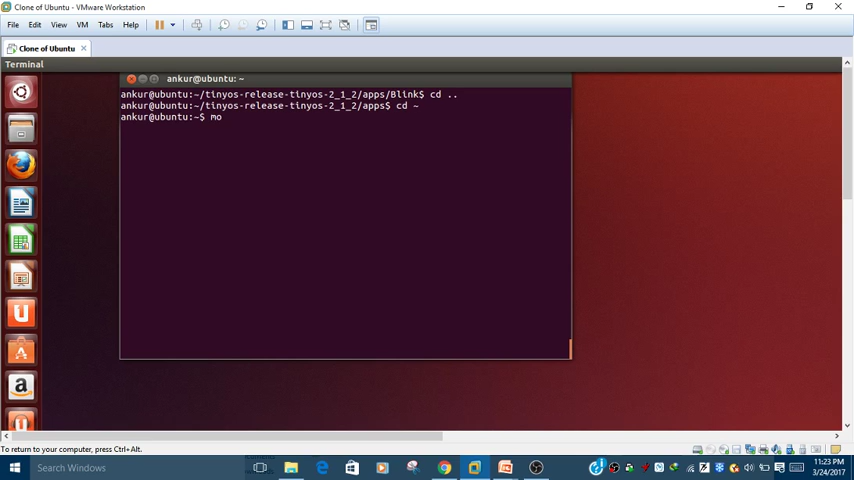 Clone of Ubuntu - VMware Workstation
File Edit View VM Tabs Help
Clone of Ubuntu
Terminal
ankur@ubuntu: ~
ankur@ubuntu:~/tinyos-release-tinyos-2_1_2/apps/Blink$ cd ..
ankur@ubuntu:~/tinyos-release-tinyos-2_1_2/apps$ cd ~
ankur@ubuntu:~$ mo
To return to your computer, press Ctrl+Alt.
Search Windows
11:23 PM
3/24/2017